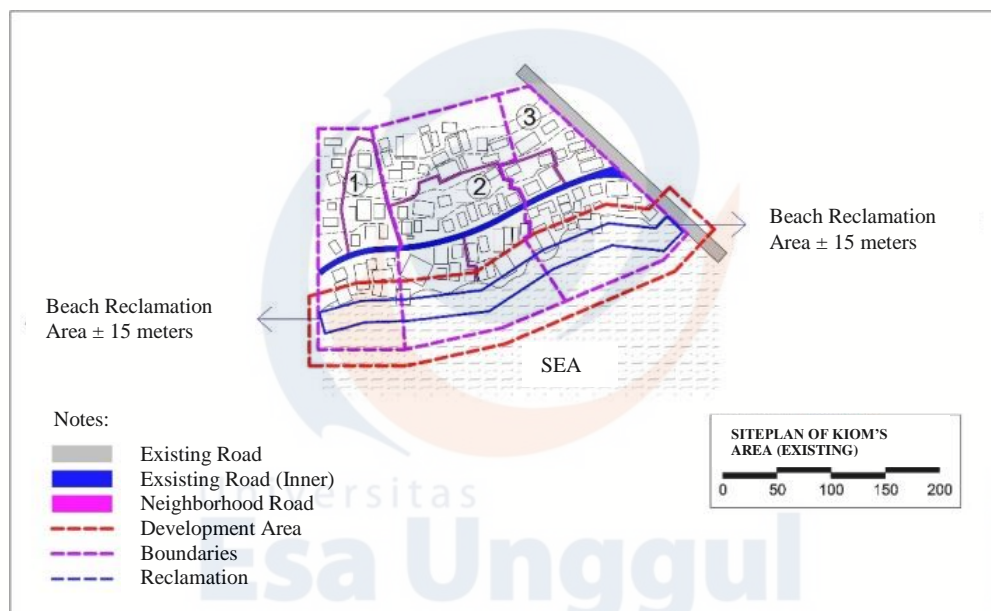 3
1
2
Beach Reclamation
Area ± 15 meters
Beach Reclamation
Area ± 15 meters
SEA
Notes:
Existing Road
Exsisting Road (Inner)
Neighborhood Road
Development Area
Boundaries
Reclamation
SITEPLAN OF KIOM'S
AREA (EXISTING)
0 50 100 150 200
Universitas
Esa Unggul